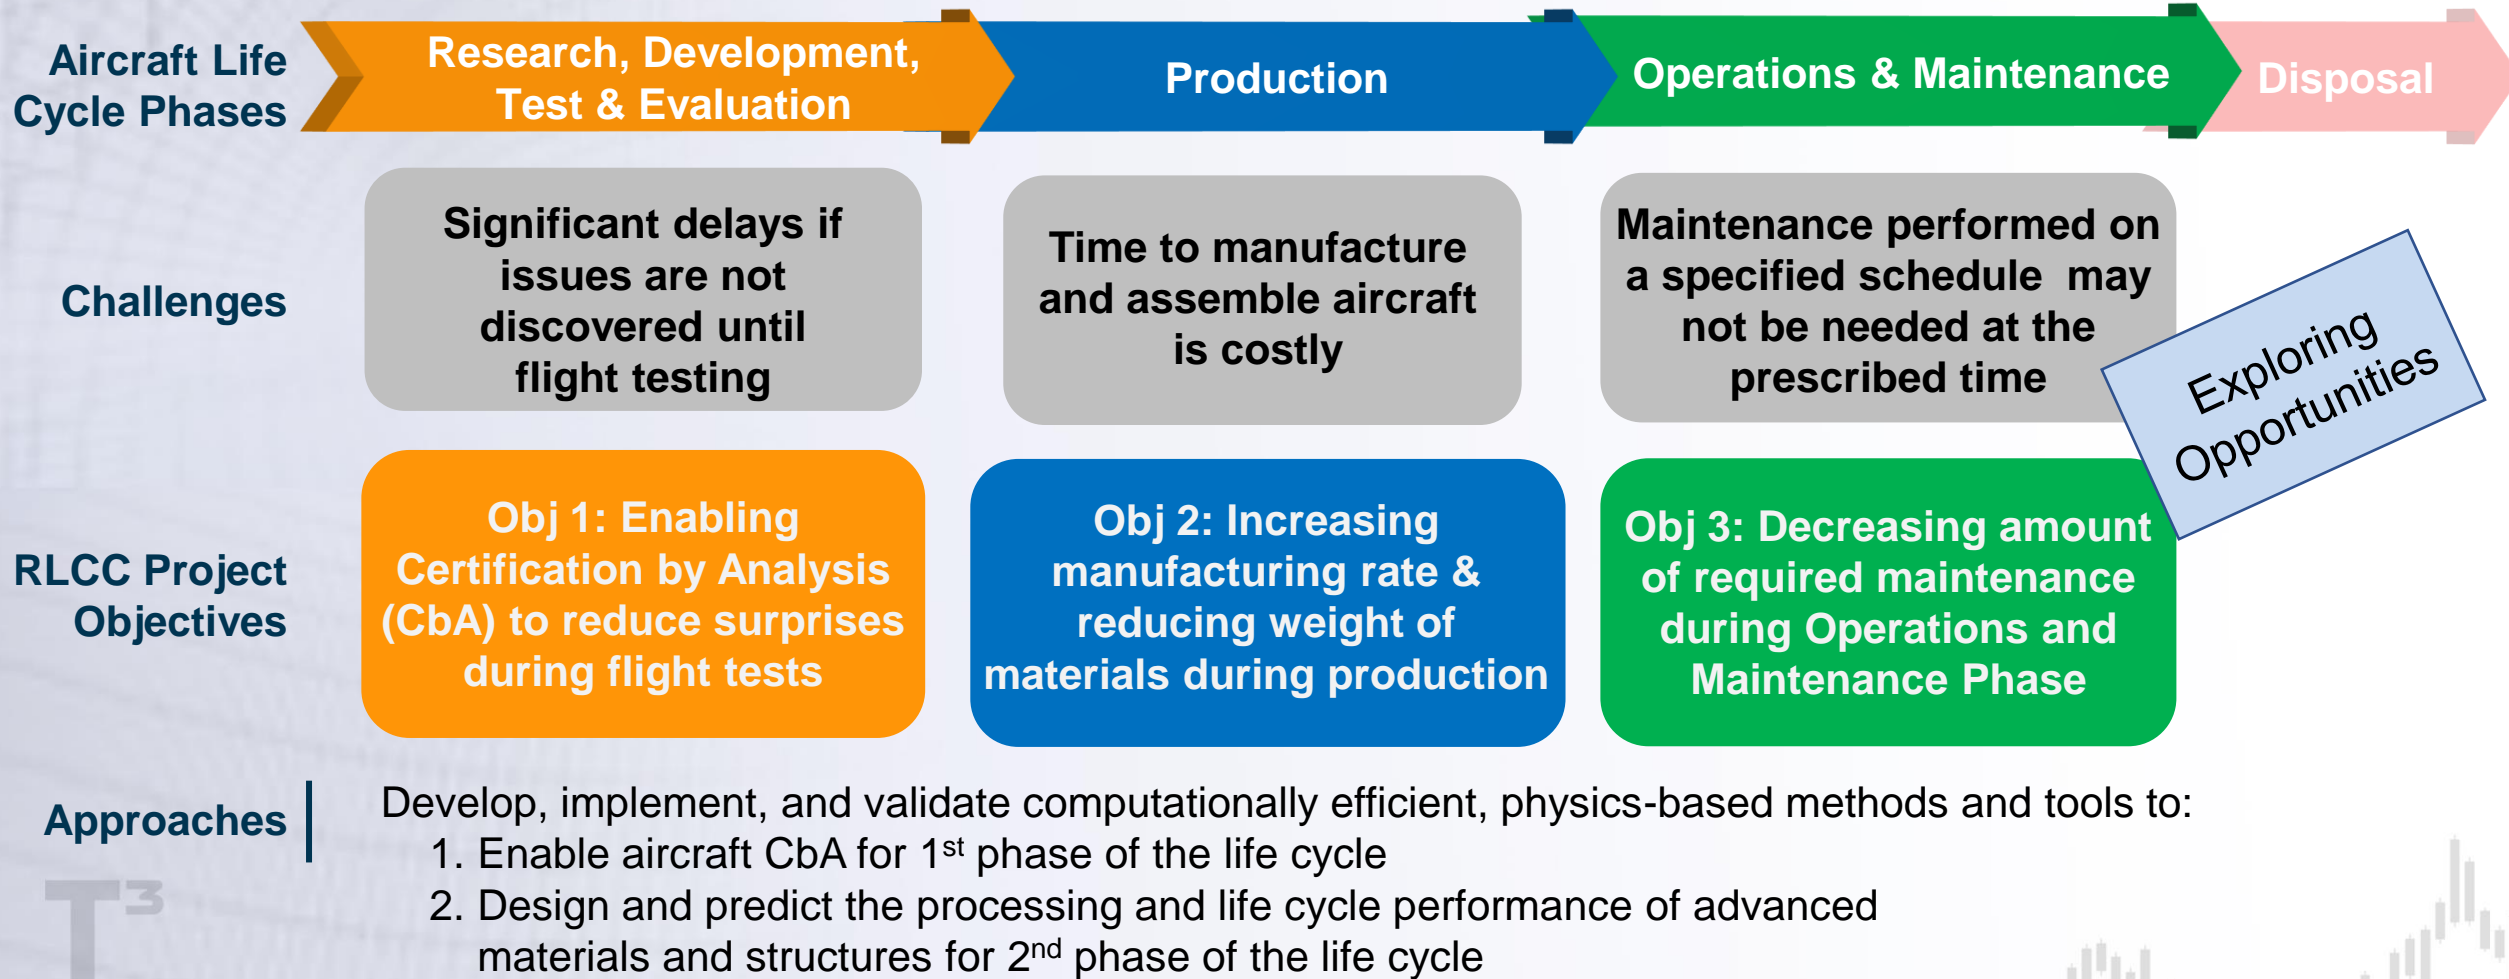 Aircraft Life
Cycle Phases
Research, Development,
Test & Evaluation
Production
Operations & Maintenance
Disposal
Challenges
Significant delays if
issues are not
discovered until
flight testing
Time to manufacture
and assemble aircraft
is costly
Maintenance performed on
a specified schedule  may
not be needed at the
prescribed time
Exploring
Opportunities
RLCC Project
Objectives
Obj 1: Enabling
Certification by Analysis
(CbA) to reduce surprises
during flight tests
Obj 2: Increasing
manufacturing rate &
reducing weight of
materials during production
Obj 3: Decreasing amount
of required maintenance
during Operations and
Maintenance Phase
Approaches
Develop, implement, and validate computationally efficient, physics-based methods and tools to:
1. Enable aircraft CbA for 1st phase of the life cycle
2. Design and predict the processing and life cycle performance of advanced
materials and structures for 2nd phase of the life cycle
T3